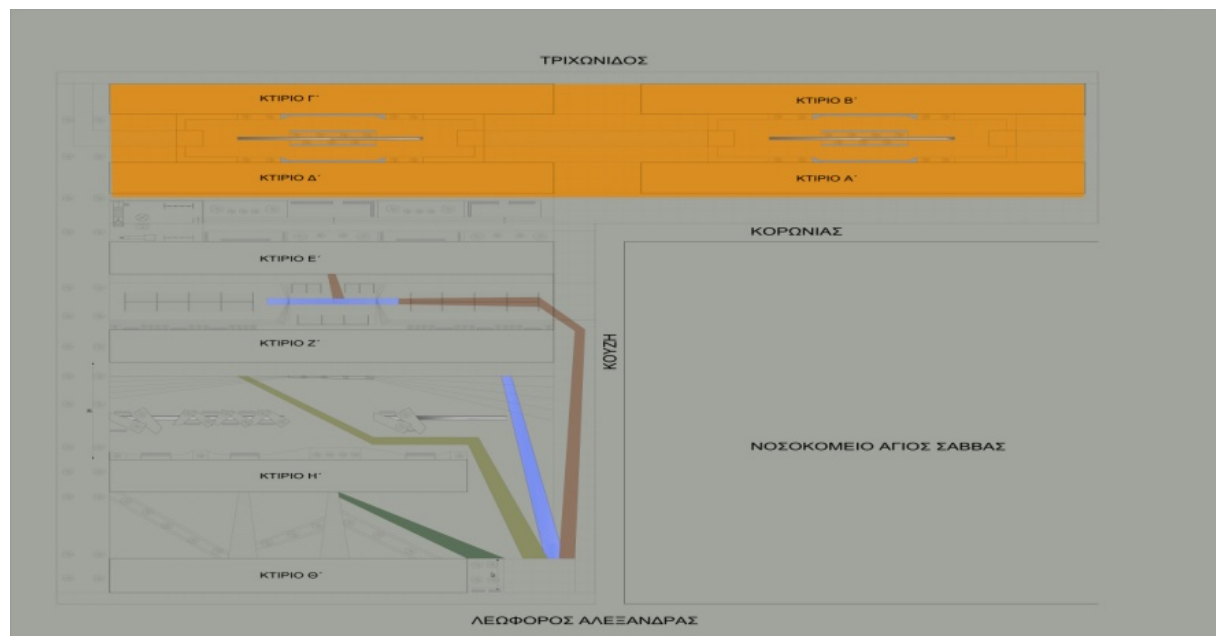 ΤΡΙΧΩΝΙΔΟΣ
ΚΤΙΡΙΟ Γ΄
ΚΤΙΡΙΟ Β΄
ΚΤΙΡΙΟ Δ΄
ΚΤΙΡΙΟ Α΄
ΚΟΡΩΝΙΑΣ
ΚΤΙΡΙΟ Ε΄
ΚΤΙΡΙΟ Ζ΄
ΚΟΥΖΗ
ΝΟΣΟΚΟΜΕΙΟ ΑΓΙΟΣ ΣΑΒΒΑΣ
ΚΤΙΡΙΟ Η΄
ΚΤΙΡΙΟ Θ΄
ΛΕΩΦΟΡΟΣ ΑΛΕΞΑΝΔΡΑΣ